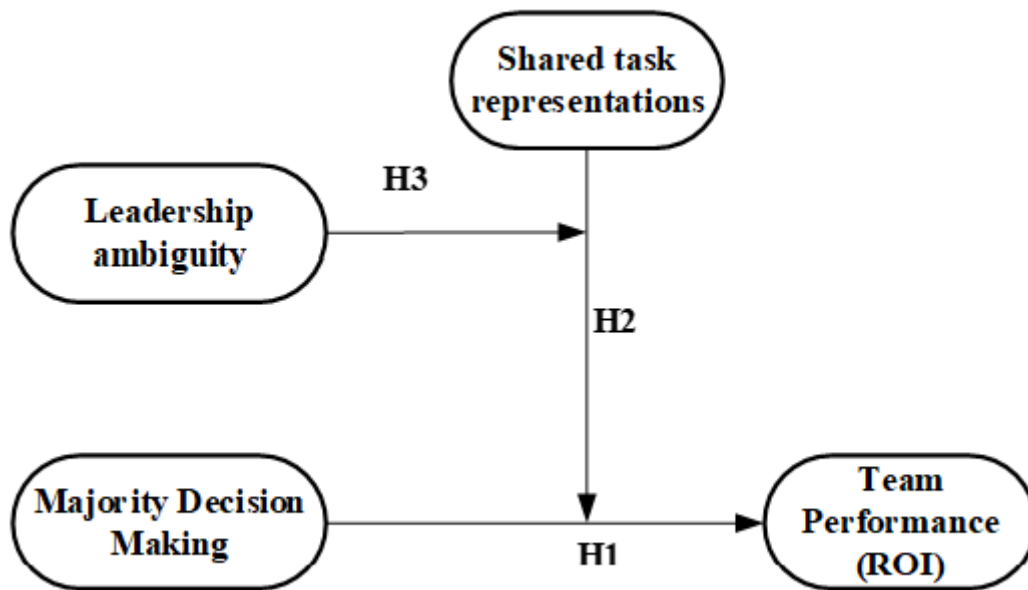 Shared task
representations
H3
Leadership
ambiguity
H2
Majority Decision
Making
H1
Team
Performance
(ROI)